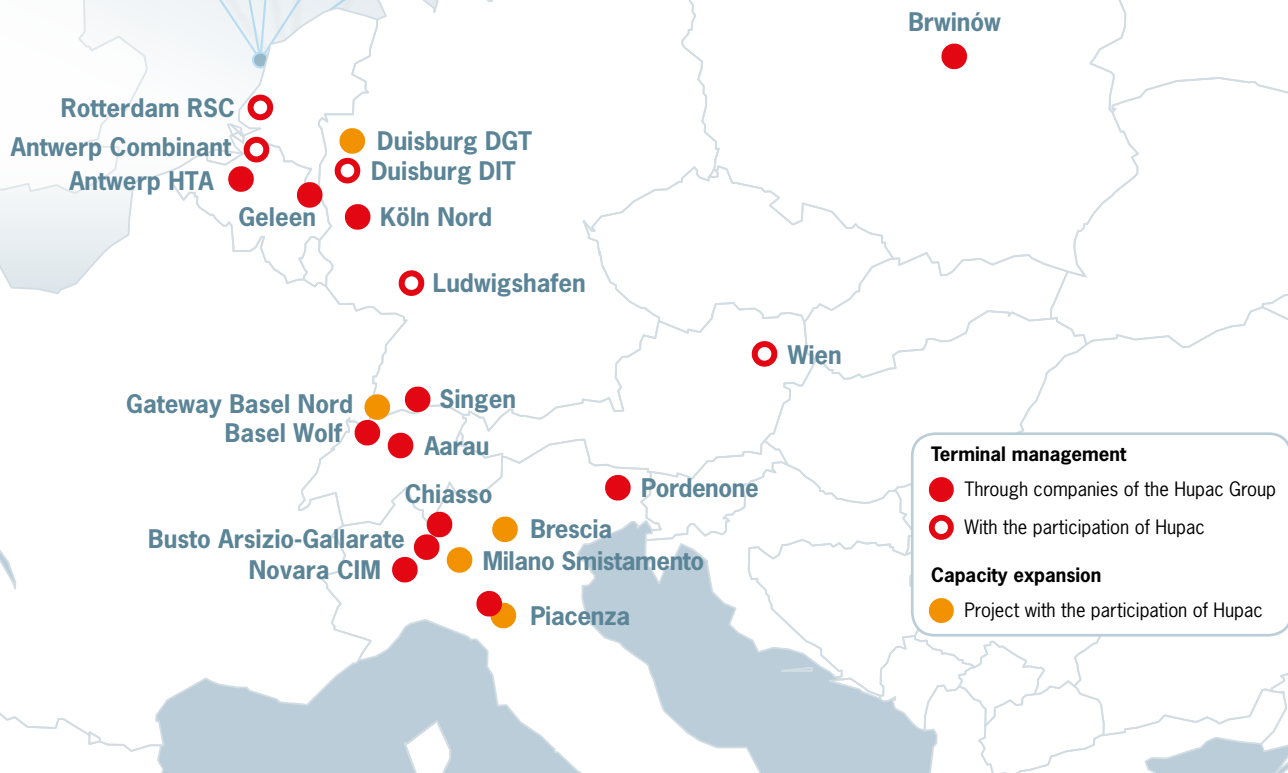 Brwinów
Rotterdam RSC
Antwerp Combinant
Antwerp HTA
Duisburg DGT
Duisburg DIT
Geleen
Köln Nord
Ludwigshafen
Wien
Gateway Basel Nord
Singen
Basel Wolf
Aarau
Chiasso
Pordenone
Busto Arsizio-Gallarate
Brescia
Novara CIM
Milano Smistamento
Piacenza
Terminal management
Through companies of the Hupac Group
With the participation of Hupac
Capacity expansion
Project with the participation of Hupac